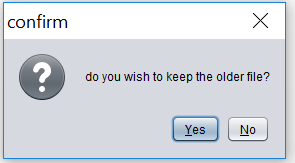 confirm
do you wish to keep the older file?
Yes No